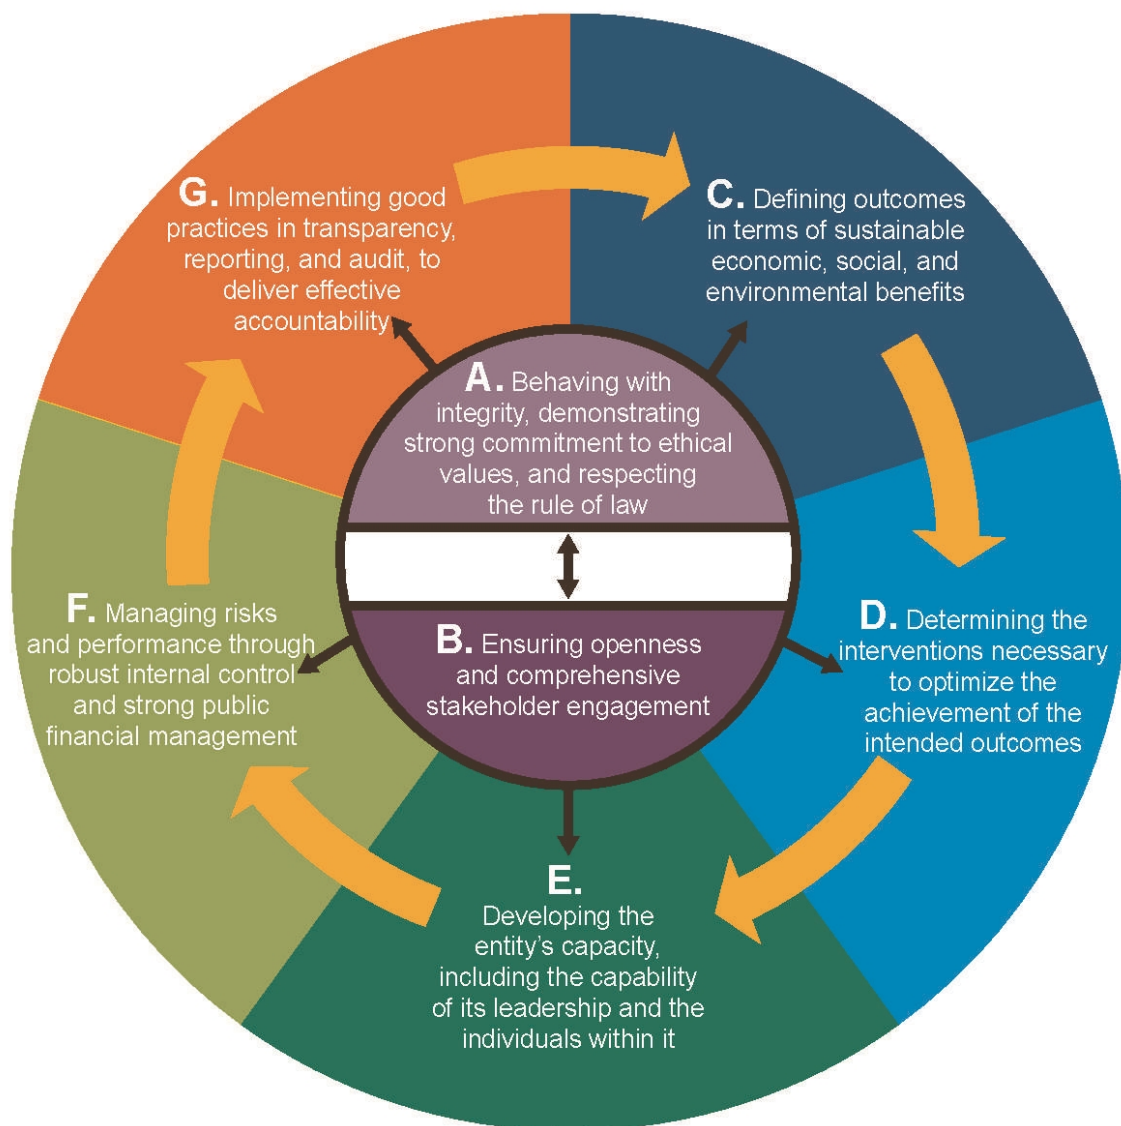 G. Implementing good
practices in transparency,
reporting, and audit, to
deliver effective
accountability
C. Defining outcomes
in terms of sustainable
economic, social, and
environmental benefits
A. Behaving with
integrity, demonstrating
strong commitment to ethical
values, and respecting
the rule of law
B. Ensuring openness
and comprehensive
stakeholder engagement
F. Managing risks
and performance through
robust internal control
and strong public
financial management
D. Determining the
interventions necessary
to optimize the
achievement of the
intended outcomes
E.
Developing the
entity’s capacity,
including the capability
of its leadership and the
individuals within it